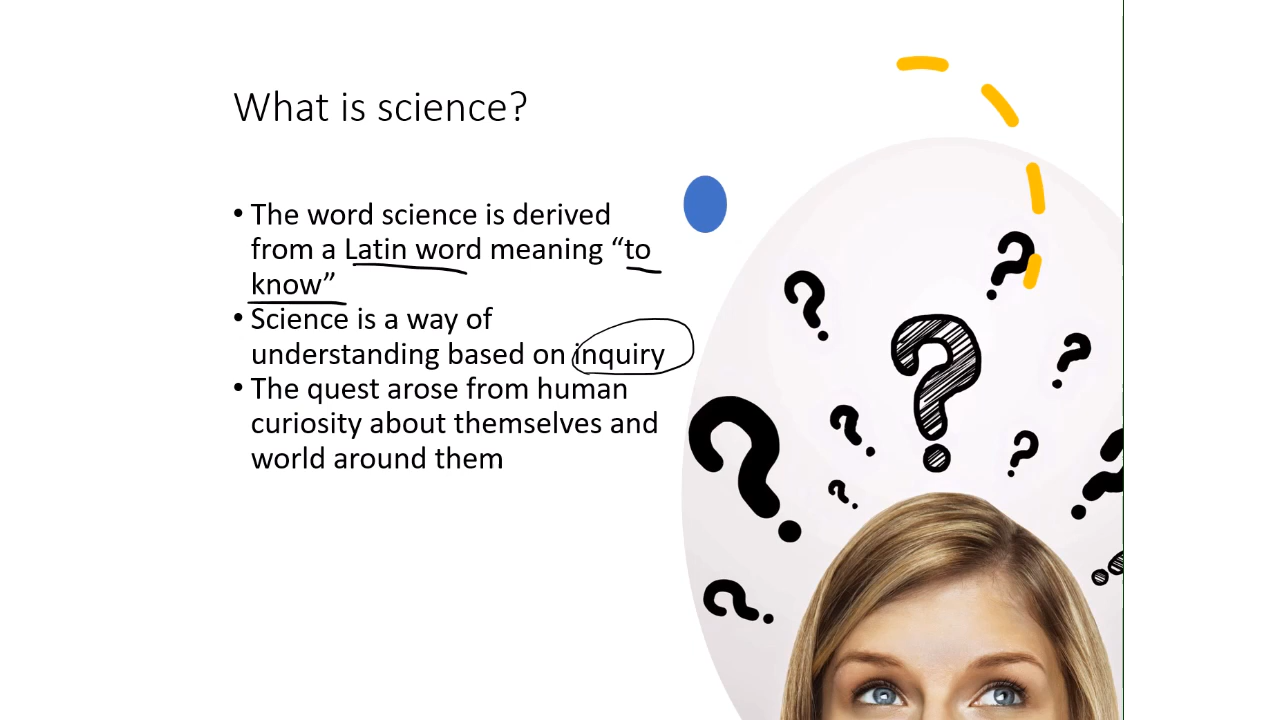 What is science?
• The word science is derived
from a Latin word meaning “to
know”
• Science is a way of
understanding based on inquiry
• The quest arose from human
curiosity about themselves and
world around them